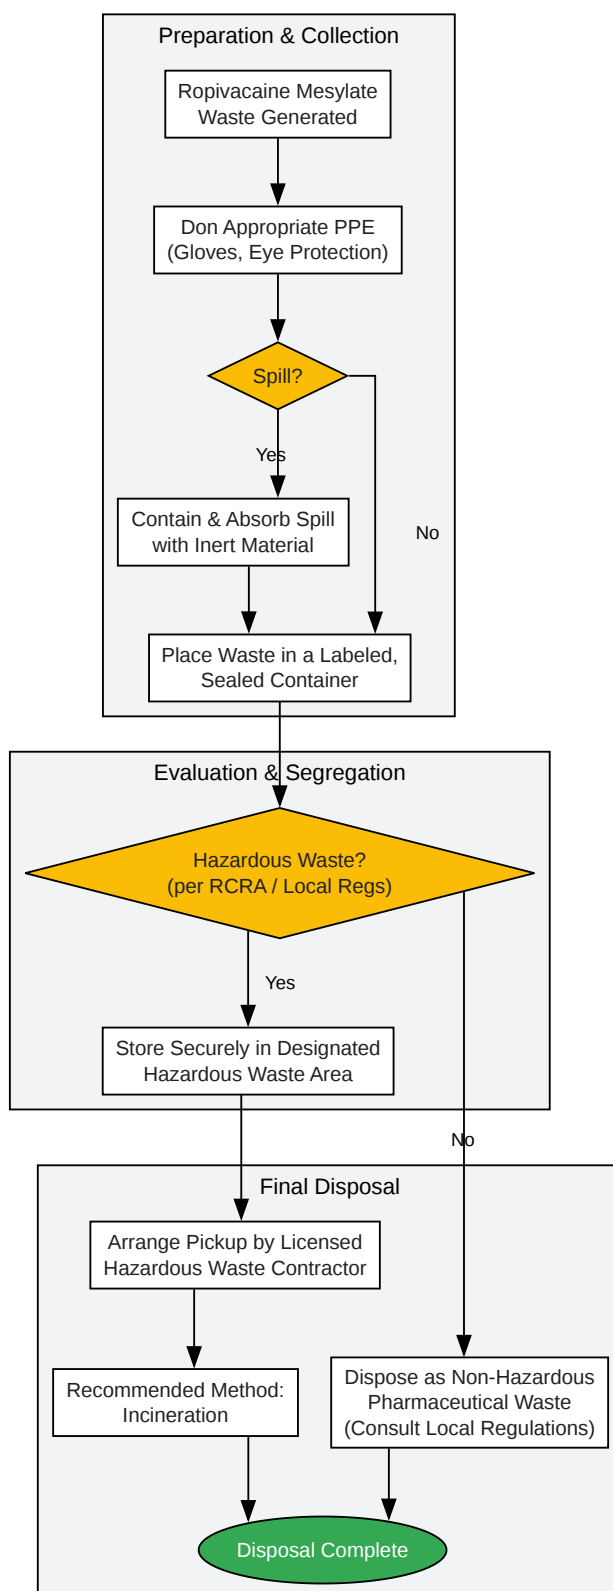 Preparation & Collection
Ropivacaine Mesylate
Waste Generated
Don Appropriate PPE
(Gloves, Eye Protection)
Spill?
Yes
Contain & Absorb Spill
with Inert Material
No
Place Waste in a Labeled,
Sealed Container
Evaluation & Segregation
Hazardous Waste?
(per RCRA / Local Regs)
Yes
Store Securely in Designated
Hazardous Waste Area
No
Final Disposal
Arrange Pickup by Licensed
Hazardous Waste Contractor
Recommended Method:
Incineration
Dispose as Non-Hazardous
Pharmaceutical Waste
(Consult Local Regulations)
Disposal Complete